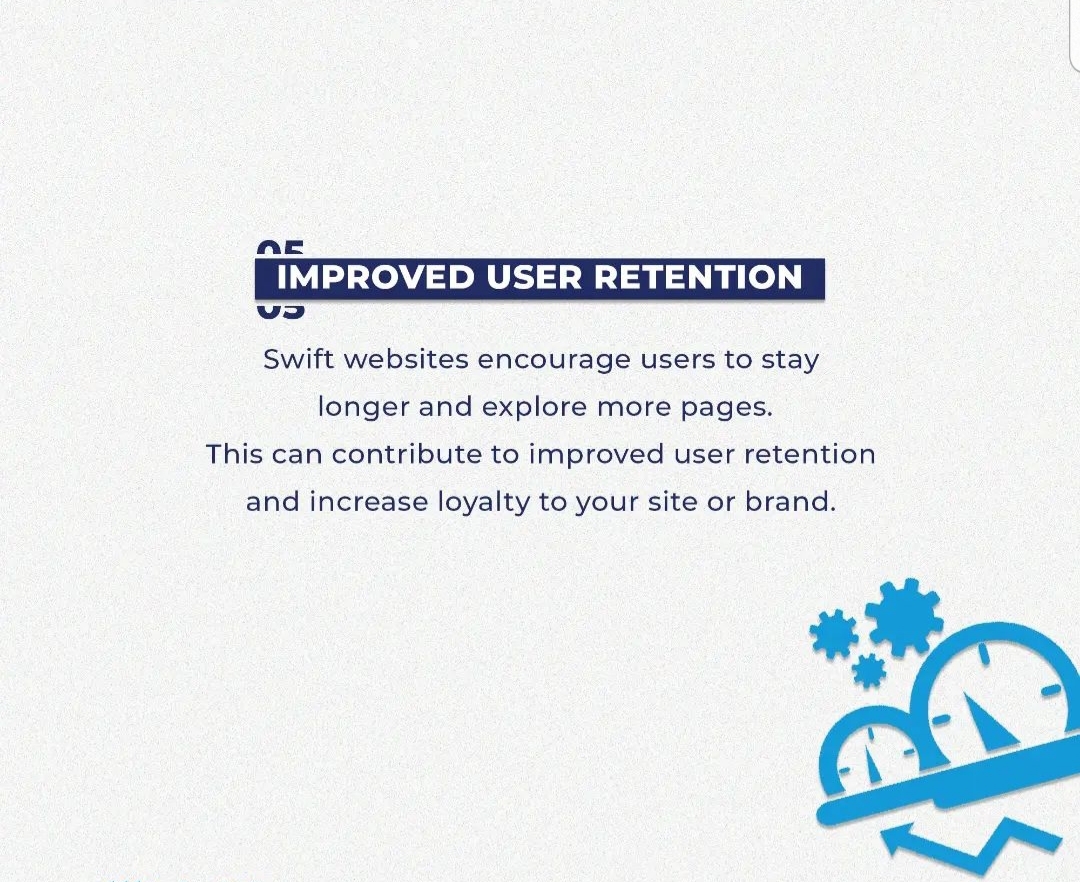 05
IMPROVED USER RETENTION
Swift websites encourage users to stay
longer and explore more pages.
This can contribute to improved user retention
and increase loyalty to your site or brand.